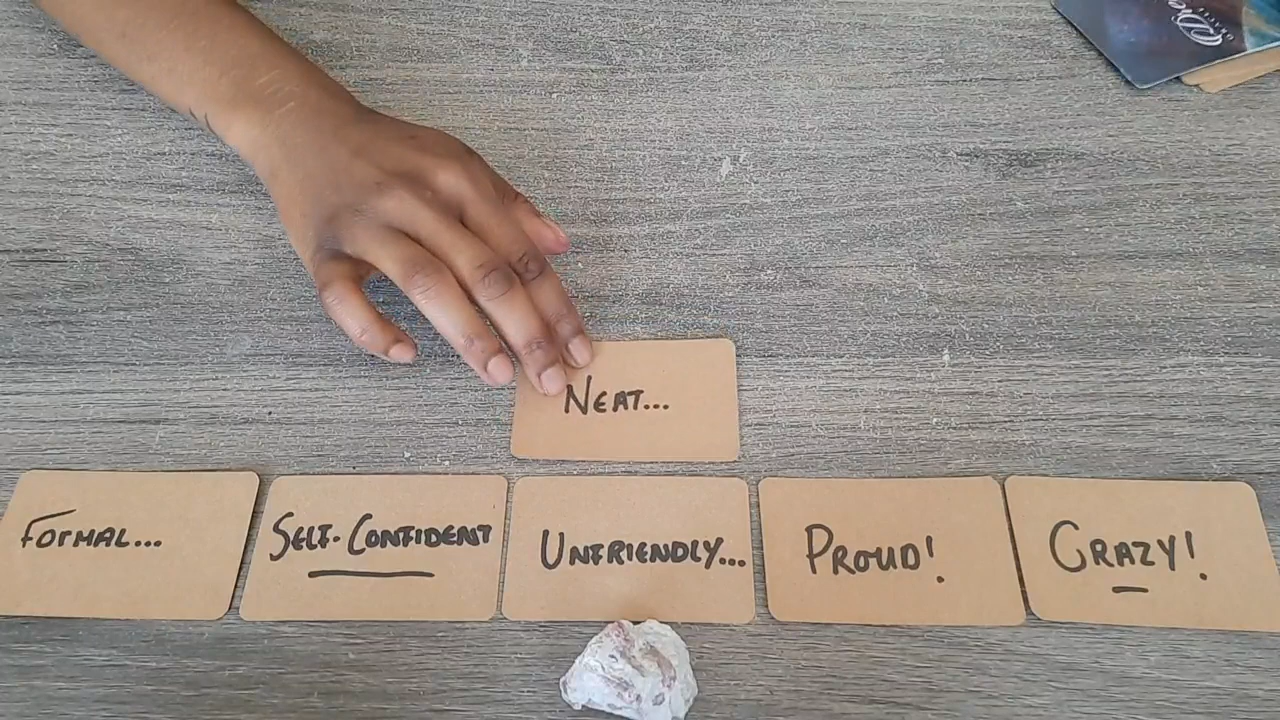 NEAT...
FORMAL...
SELF-CONFIDENT
UNFRIENDLY...
PROUD!
CRAZY!